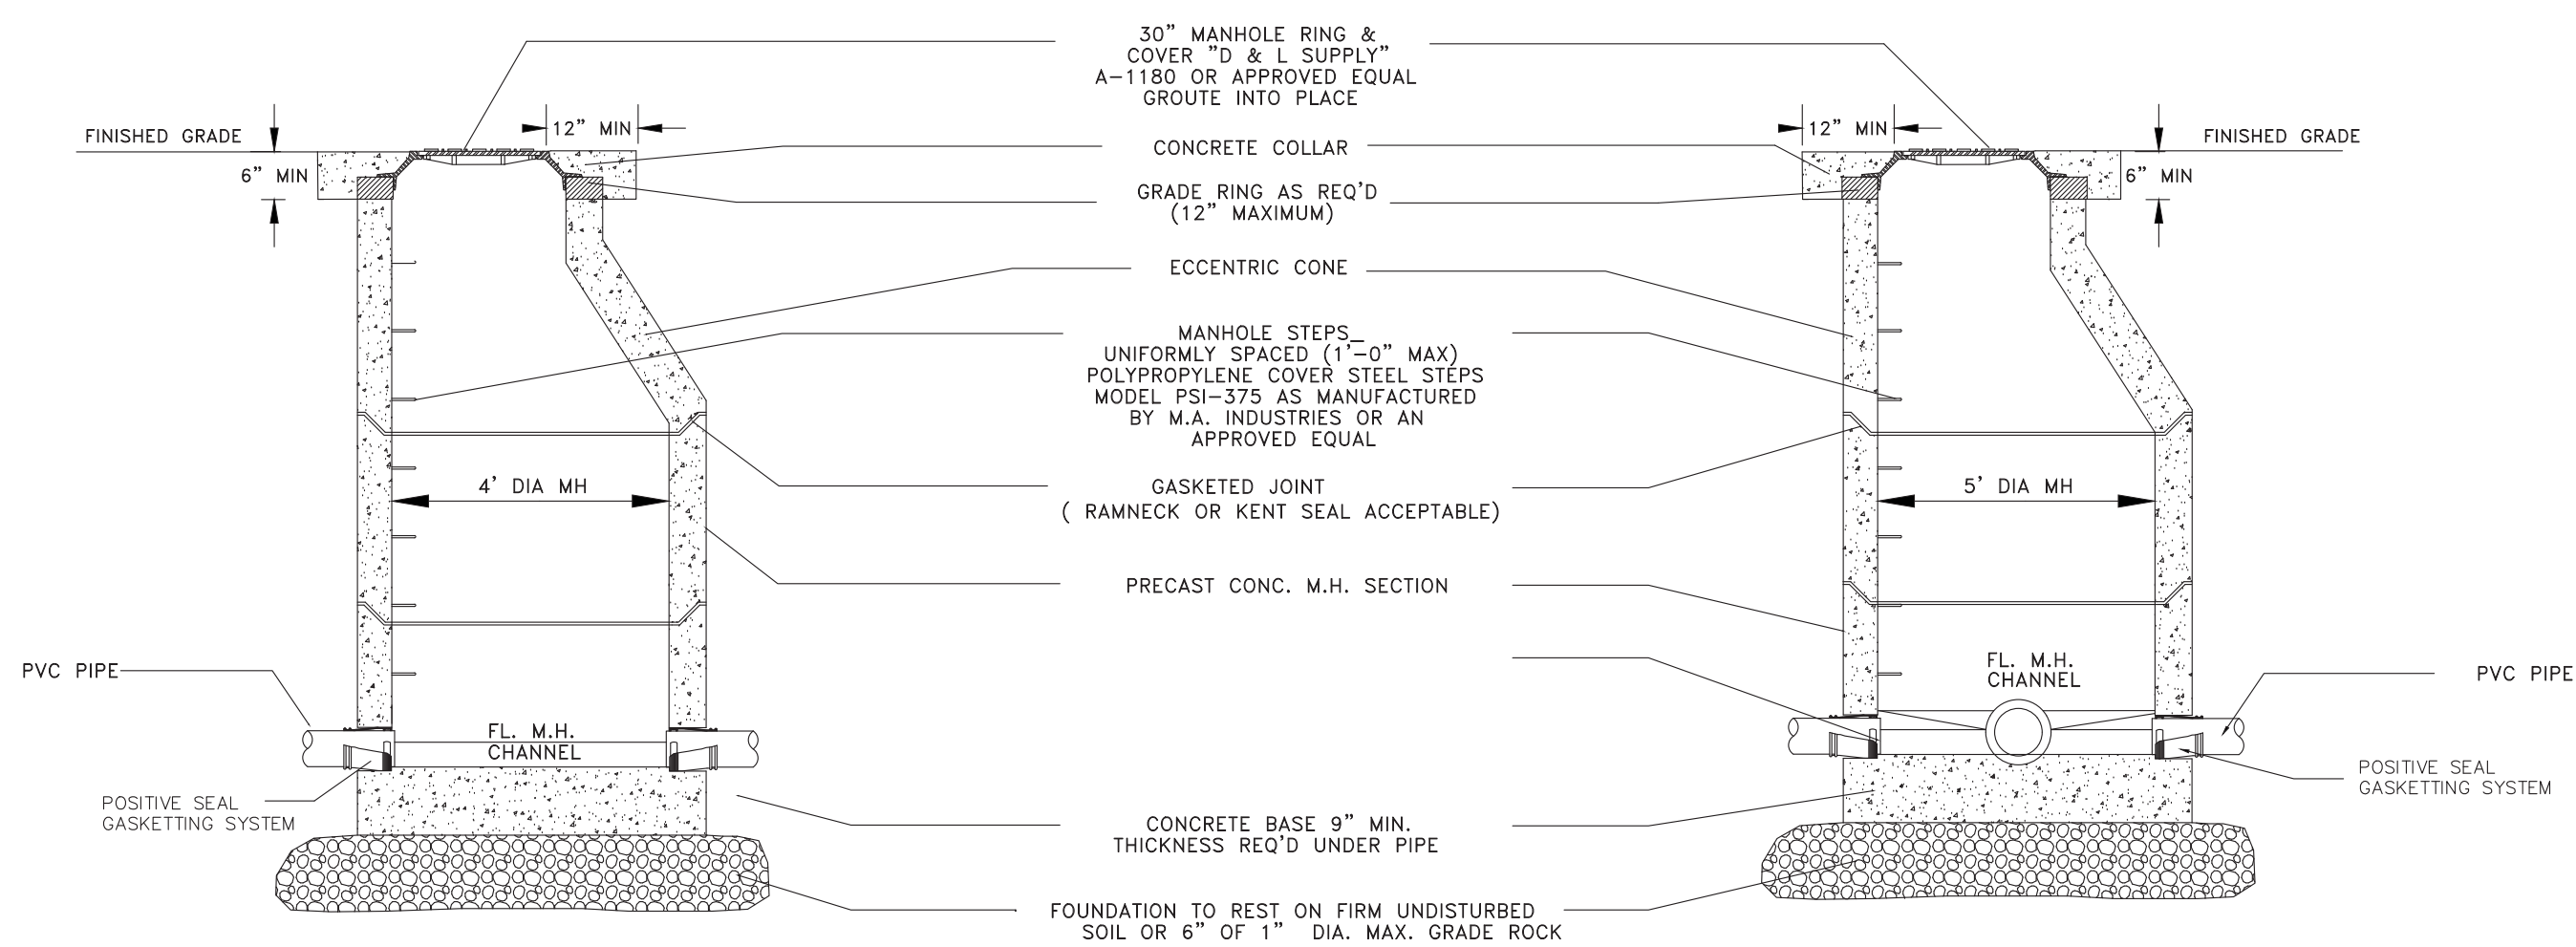 30" MANHOLE RING &
COVER "D & L SUPPLY"
A-1180 OR APPROVED EQUAL
GROUTE INTO PLACE
FINISHED GRADE
12" MIN
12" MIN
FINISHED GRADE
CONCRETE COLLAR
6" MIN
6" MIN
GRADE RING AS REQ'D
(12" MAXIMUM)
ECCENTRIC CONE
MANHOLE STEPS_
UNIFORMLY SPACED (1'-0" MAX)
POLYPROPYLENE COVER STEEL STEPS
MODEL PSI-375 AS MANUFACTURED
BY M.A. INDUSTRIES OR AN
APPROVED EQUAL
4' DIA MH
GASKETED JOINT
( RAMNECK OR KENT SEAL ACCEPTABLE)
5' DIA MH
PRECAST CONC. M.H. SECTION
PVC PIPE
FL. M.H.
CHANNEL
PVC PIPE
FL. M.H.
CHANNEL
POSITIVE SEAL
GASKETTING SYSTEM
POSITIVE SEAL
GASKETTING SYSTEM
CONCRETE BASE 9" MIN.
THICKNESS REQ'D UNDER PIPE
FOUNDATION TO REST ON FIRM UNDISTURBED
SOIL OR 6" OF 1" DIA. MAX. GRADE ROCK